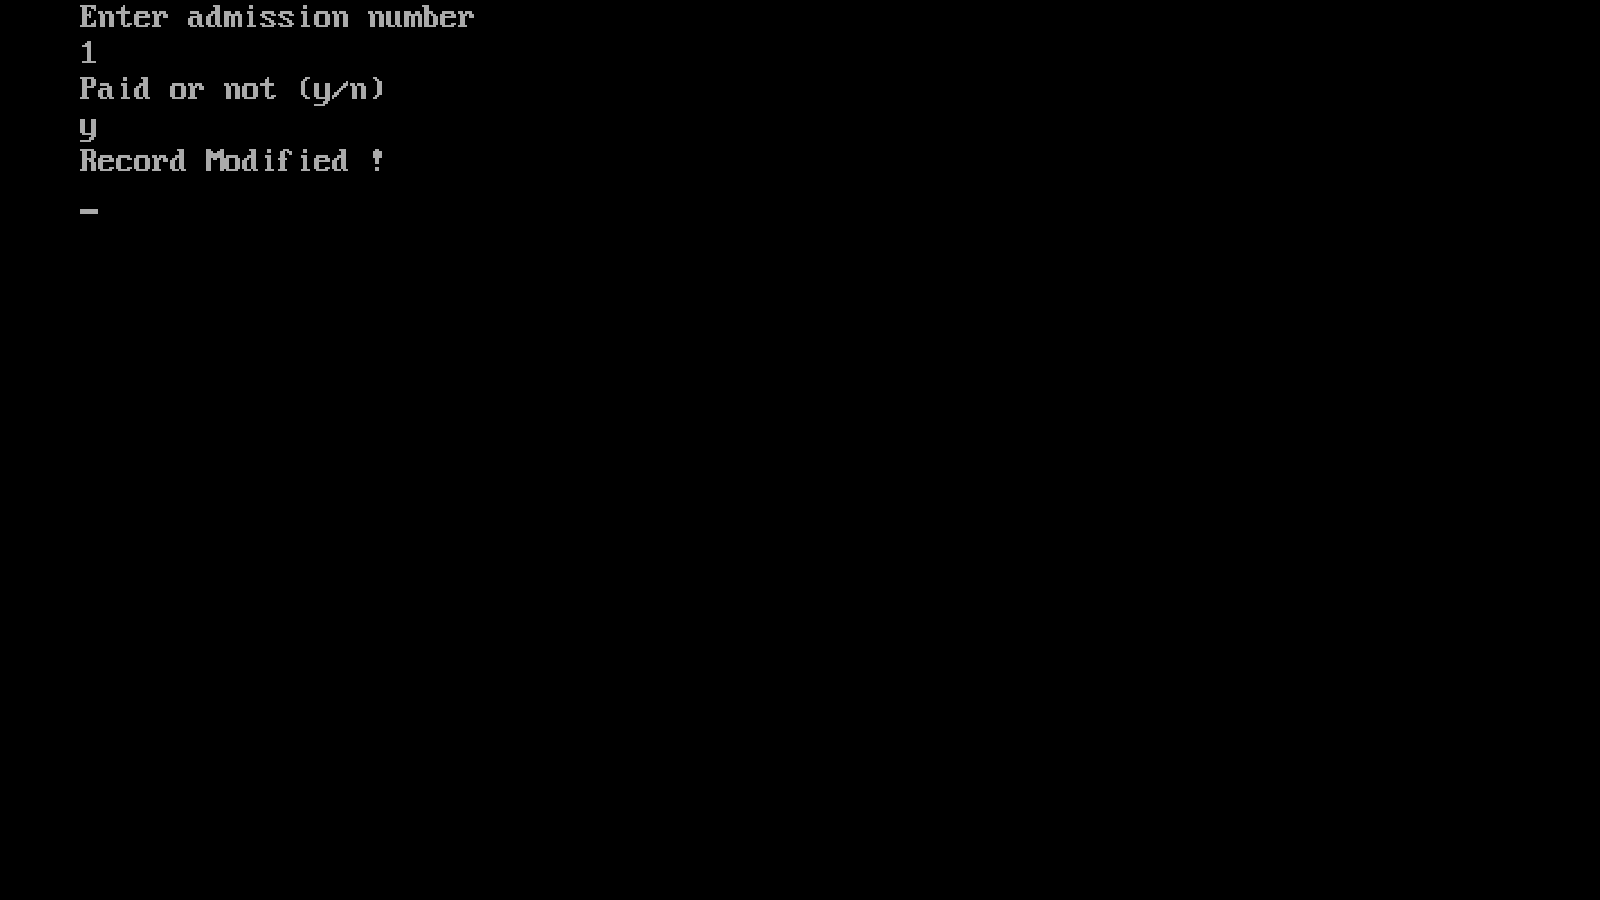 Enter admission number
1
Paid or not (y/n)
y
Record Modified !